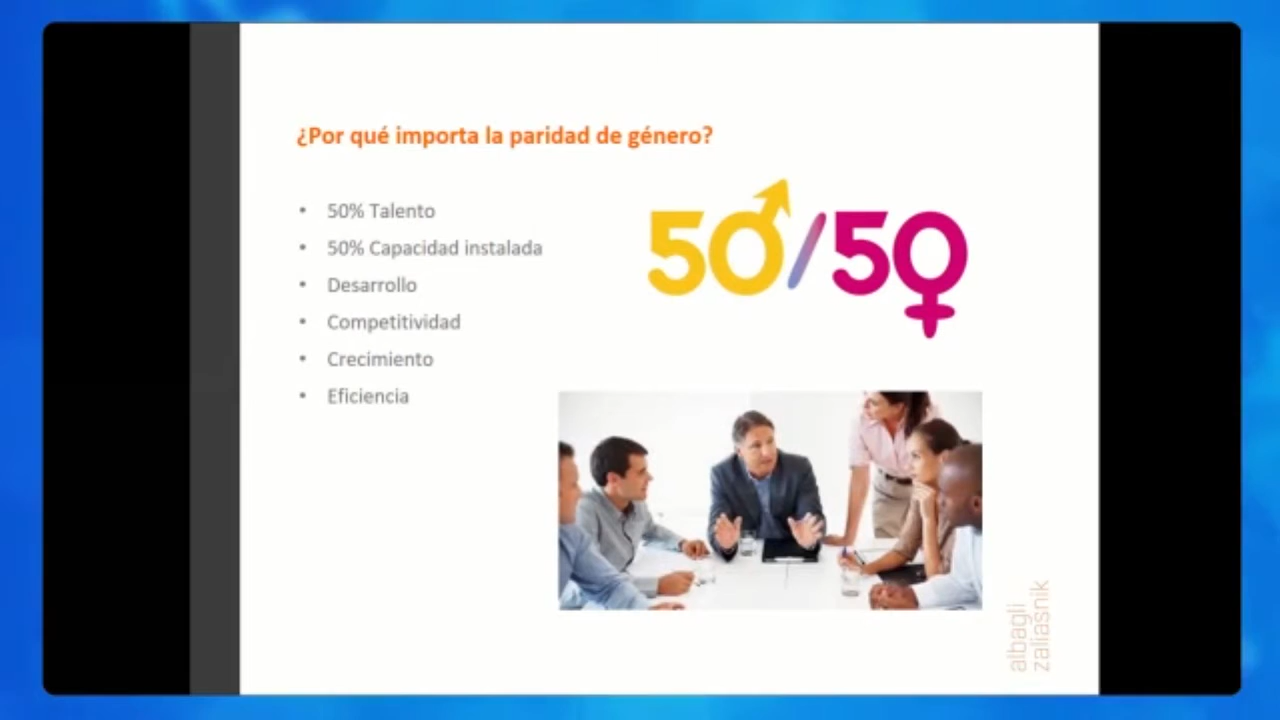 ¿Por qué importa la paridad de género?
• 50% Talento
• 50% Capacidad instalada
• Desarrollo
• Competitividad
• Crecimiento
• Eficiencia
50/50
albagli
zaliasnik